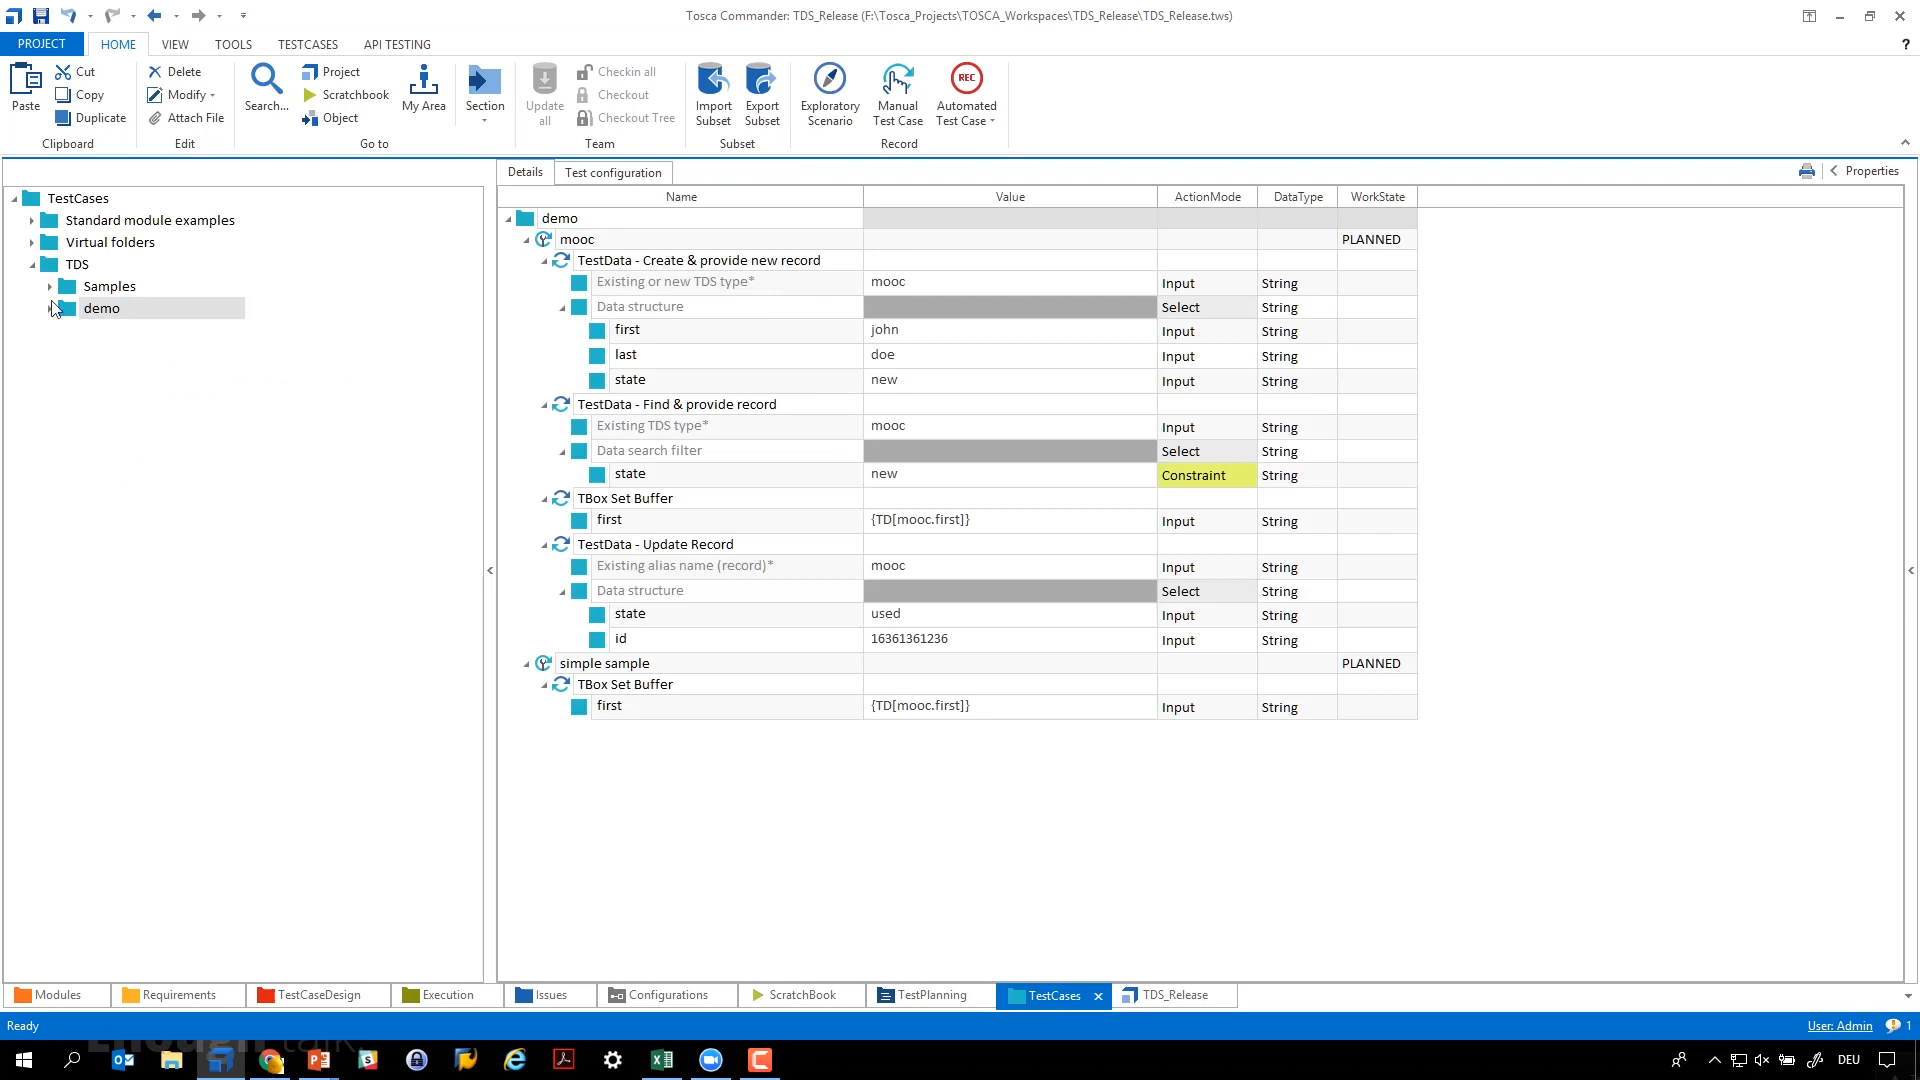 Tosca Commander: TDS_Release (F:\Tosca_Projects\TOSCA_Workspaces\TDS_Release\TDS_Release.tws)
PROJECT HOME VIEW TOOLS TESTCASES API TESTING ?
Paste
Cut
Copy
Duplicate
Clipboard
Delete
Modify
Attach File
Edit
Search...
Project
Scratchbook
Object
My Area
Go to
Section
Update all
Checkin all
Checkout
Checkout Tree
Team
Import Subset
Export Subset
Subset
Exploratory Scenario
Manual Test Case
REC
Automated Test Case
Record
TestCases
Standard module examples
Virtual folders
TDS
Samples
demo
Details Test configuration Properties
Name Value ActionMode DataType WorkState
demo
mooc PLANNED
TestData - Create & provide new record
Existing or new TDS type* mooc Input String
Data structure Select String
first john Input String
last doe Input String
state new Input String
TestData - Find & provide record
Existing TDS type* mooc Input String
Data search filter Select String
state new Constraint String
TBox Set Buffer
first {TD[mooc.first]} Input String
TestData - Update Record
Existing alias name (record)* mooc Input String
Data structure Select String
state used Input String
id 16361361236 Input String
simple sample PLANNED
TBox Set Buffer
first {TD[mooc.first]} Input String
Modules Requirements TestCaseDesign Execution Issues Configurations ScratchBook TestPlanning TestCases TDS_Release
Ready User: Admin 1
DEU